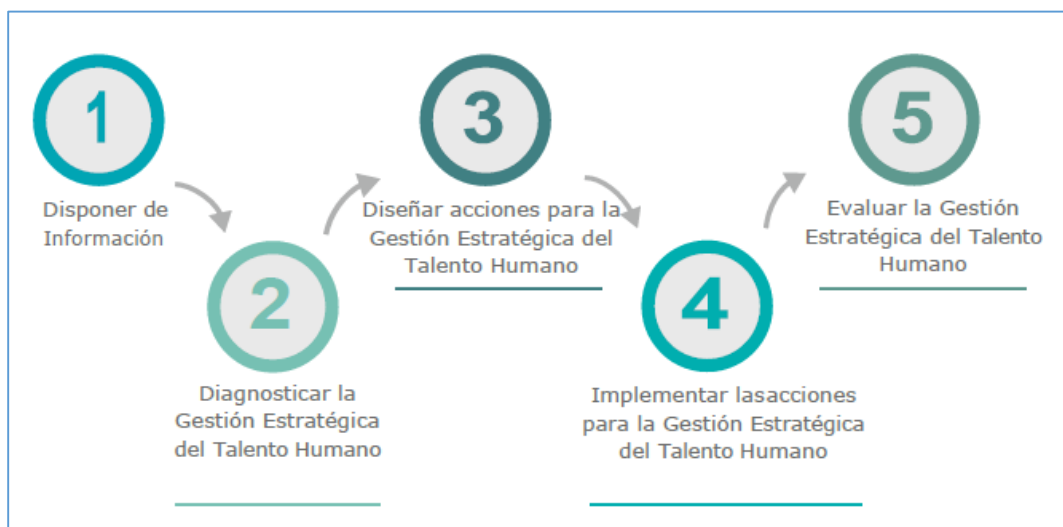 1
Disponer de
Información
2
Diagnosticar la
Gestión Estratégica
del Talento Humano
3
Diseñar acciones para la
Gestión Estratégica del
Talento Humano
4
Implementar lasacciones
para la Gestión Estratégica
del Talento Humano
5
Evaluar la Gestión
Estratégica del Talento
Humano